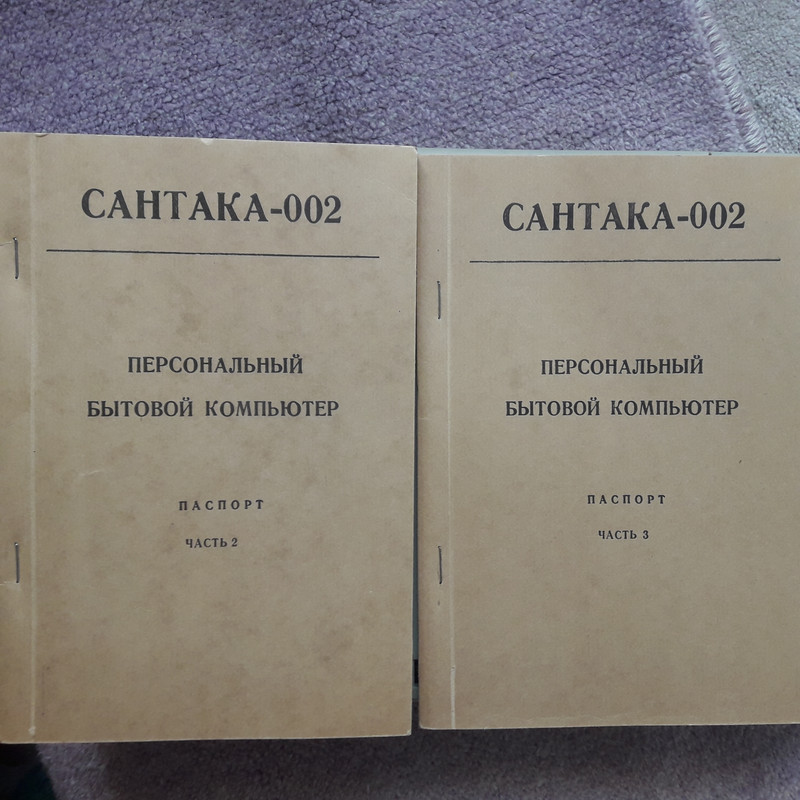 САНТАКА-002
ПЕРСОНАЛЬНЫЙ
БЫТОВОЙ КОМПЬЮТЕР
ПАСПОРТ
ЧАСТЬ 2
САНТАКА-002
ПЕРСОНАЛЬНЫЙ
БЫТОВОЙ КОМПЬЮТЕР
ПАСПОРТ
ЧАСТЬ 3